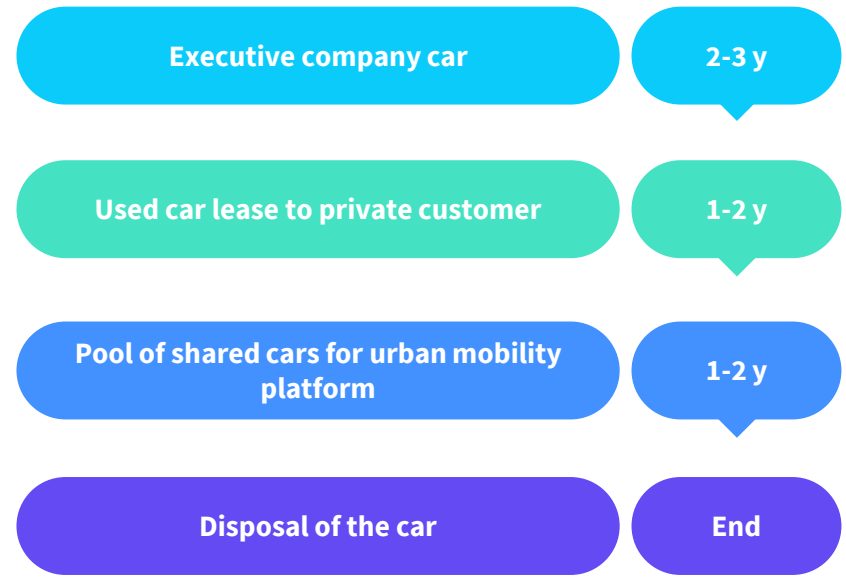 Executive company car
2-3 y
Used car lease to private customer
1-2 y
Pool of shared cars for urban mobility
platform
1-2 y
Disposal of the car
End